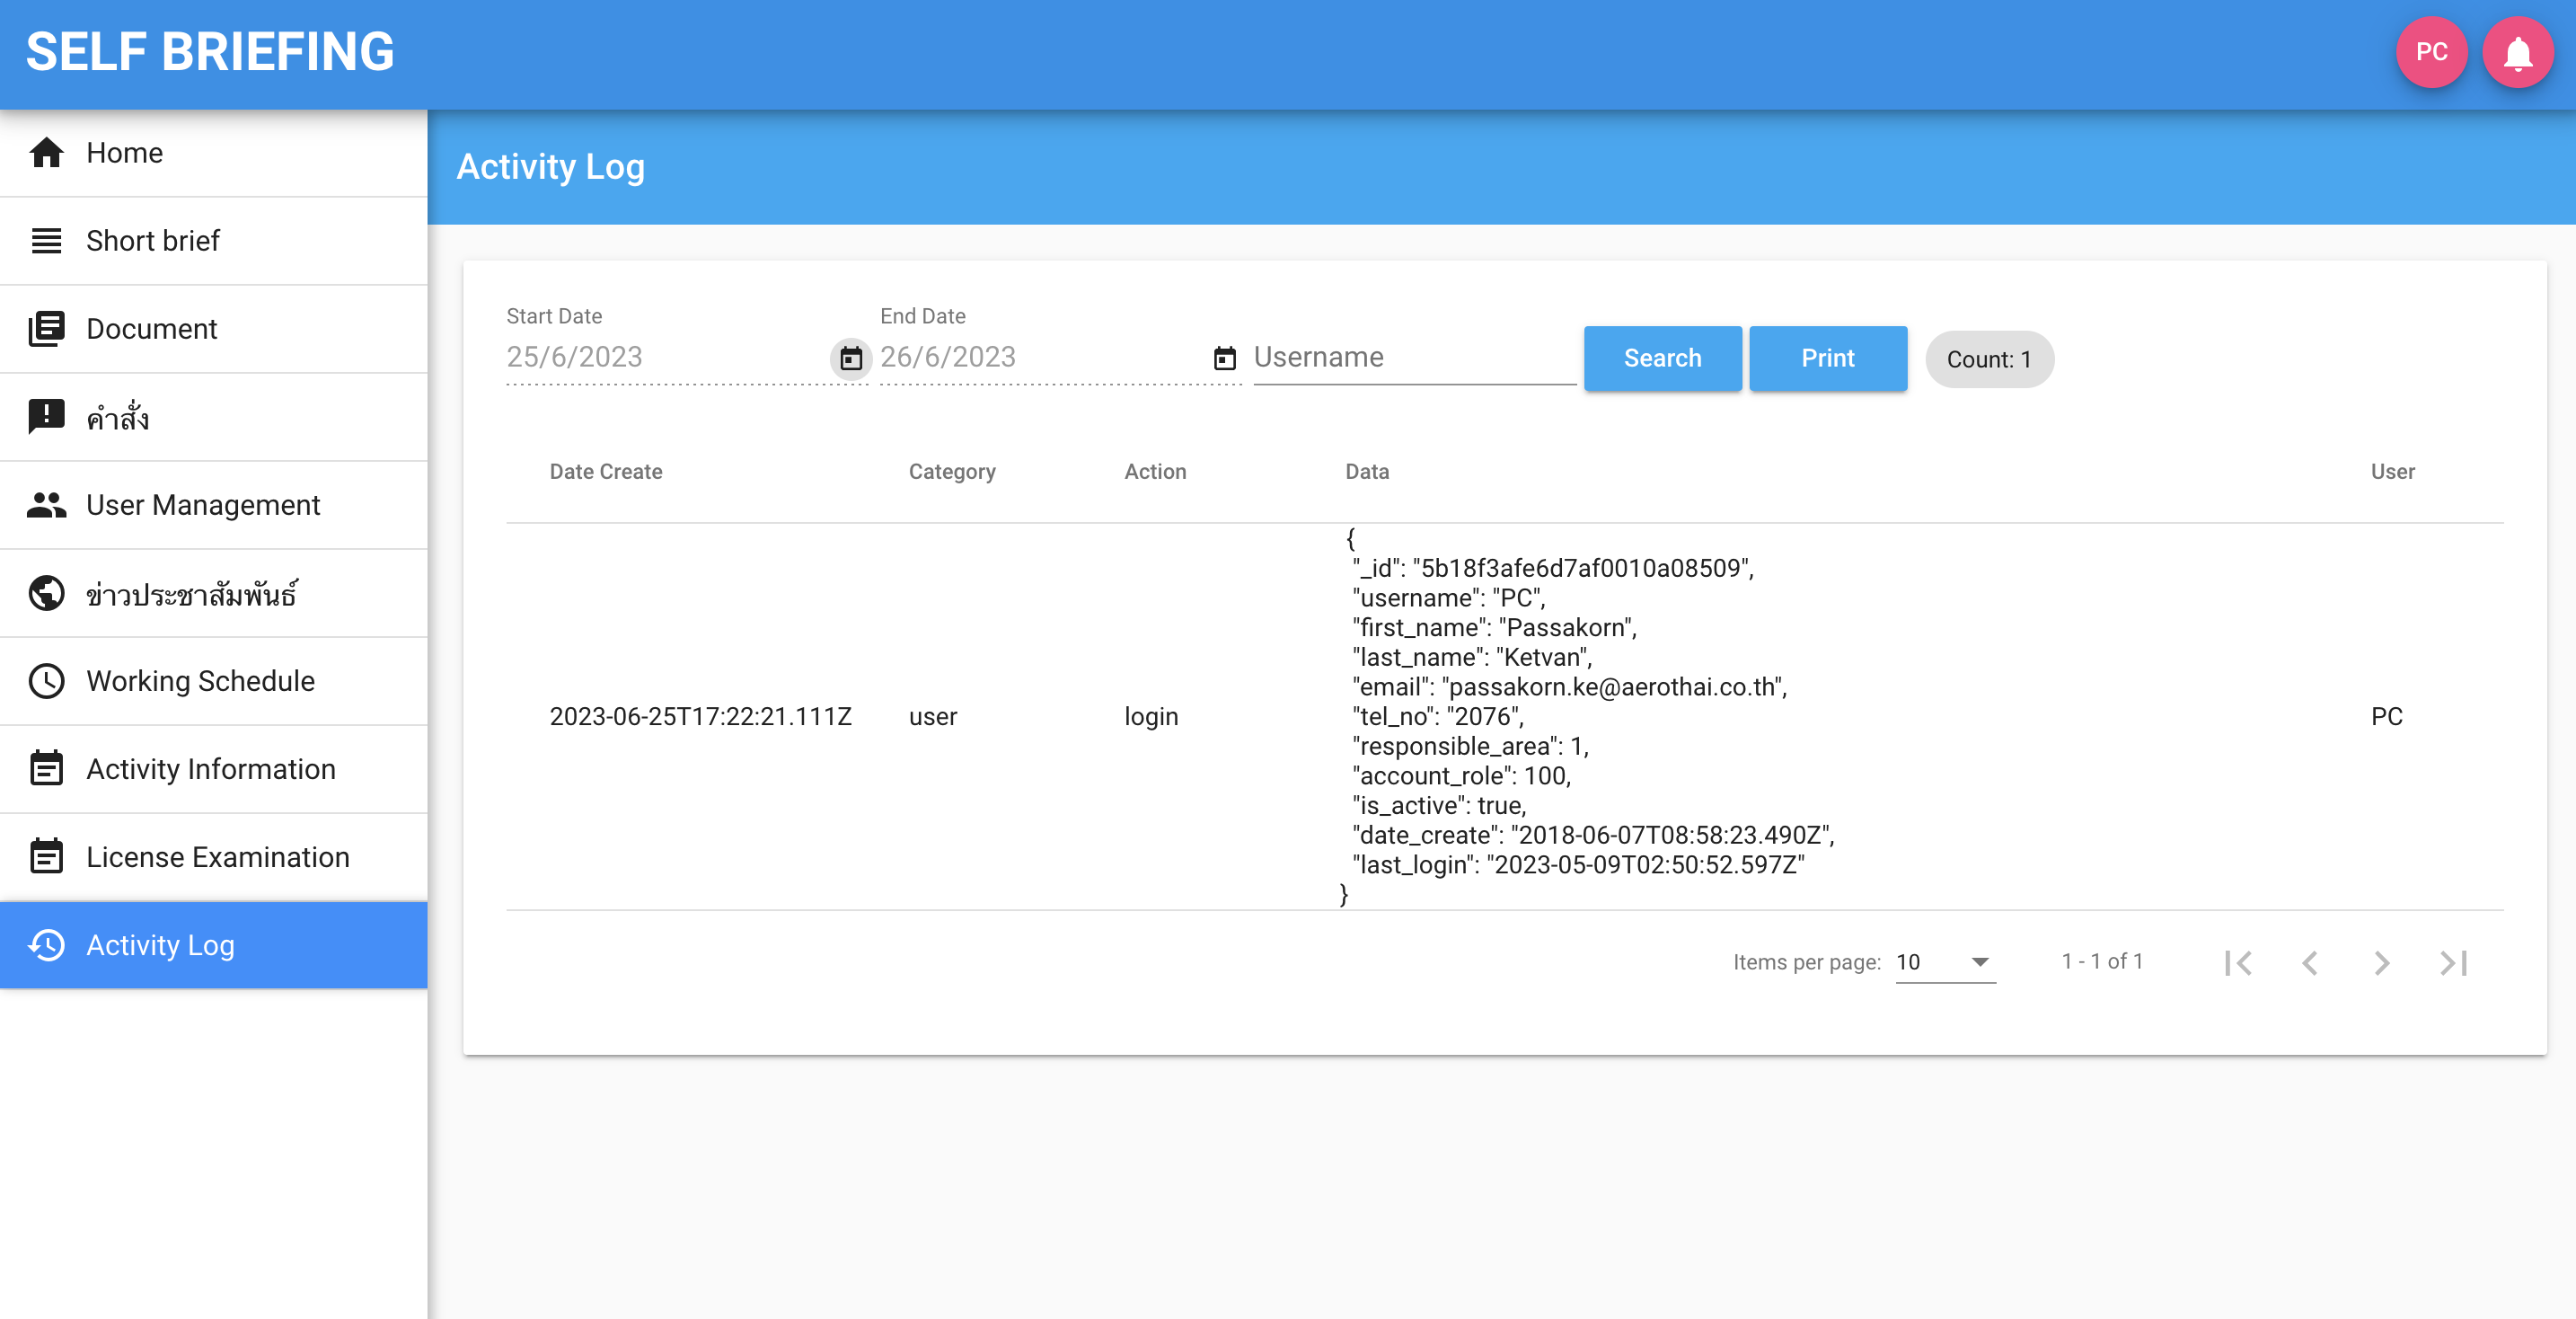 SELF BRIEFING
PC
Home
Short brief
Document
คำสั่ง
User Management
ข่าวประชาสัมพันธ์
Working Schedule
Activity Information
License Examination
Activity Log
Activity Log
Start Date
25/6/2023
End Date
26/6/2023
Username
Search
Print
Count: 1
Date Create Category Action Data User
2023-06-25T17:22:21.111Z user login
{
"_id": "5b18f3afe6d7af0010a08509",
"username": "PC",
"first_name": "Passakorn",
"last_name": "Ketvan",
"email": "passakorn.ke@aerothai.co.th",
"tel_no": "2076",
"responsible_area": 1,
"account_role": 100,
"is_active": true,
"date_create": "2018-06-07T08:58:23.490Z",
"last_login": "2023-05-09T02:50:52.597Z"
}
PC
Items per page: 10 1 - 1 of 1